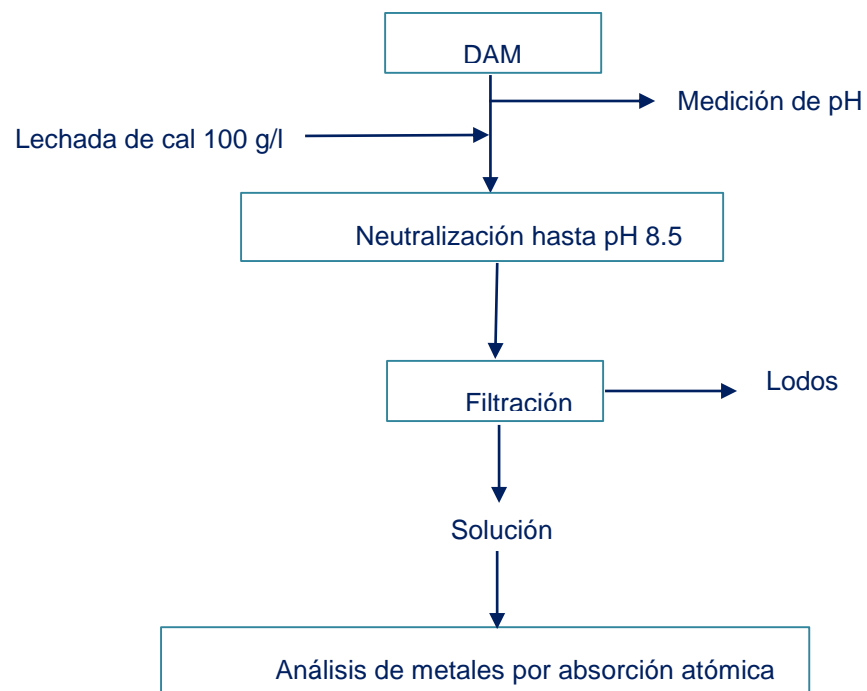 DAM
Medición de pH
Lechada de cal 100 g/l
Neutralización hasta pH 8.5
Filtración
Lodos
Solución
Análisis de metales por absorción atómica